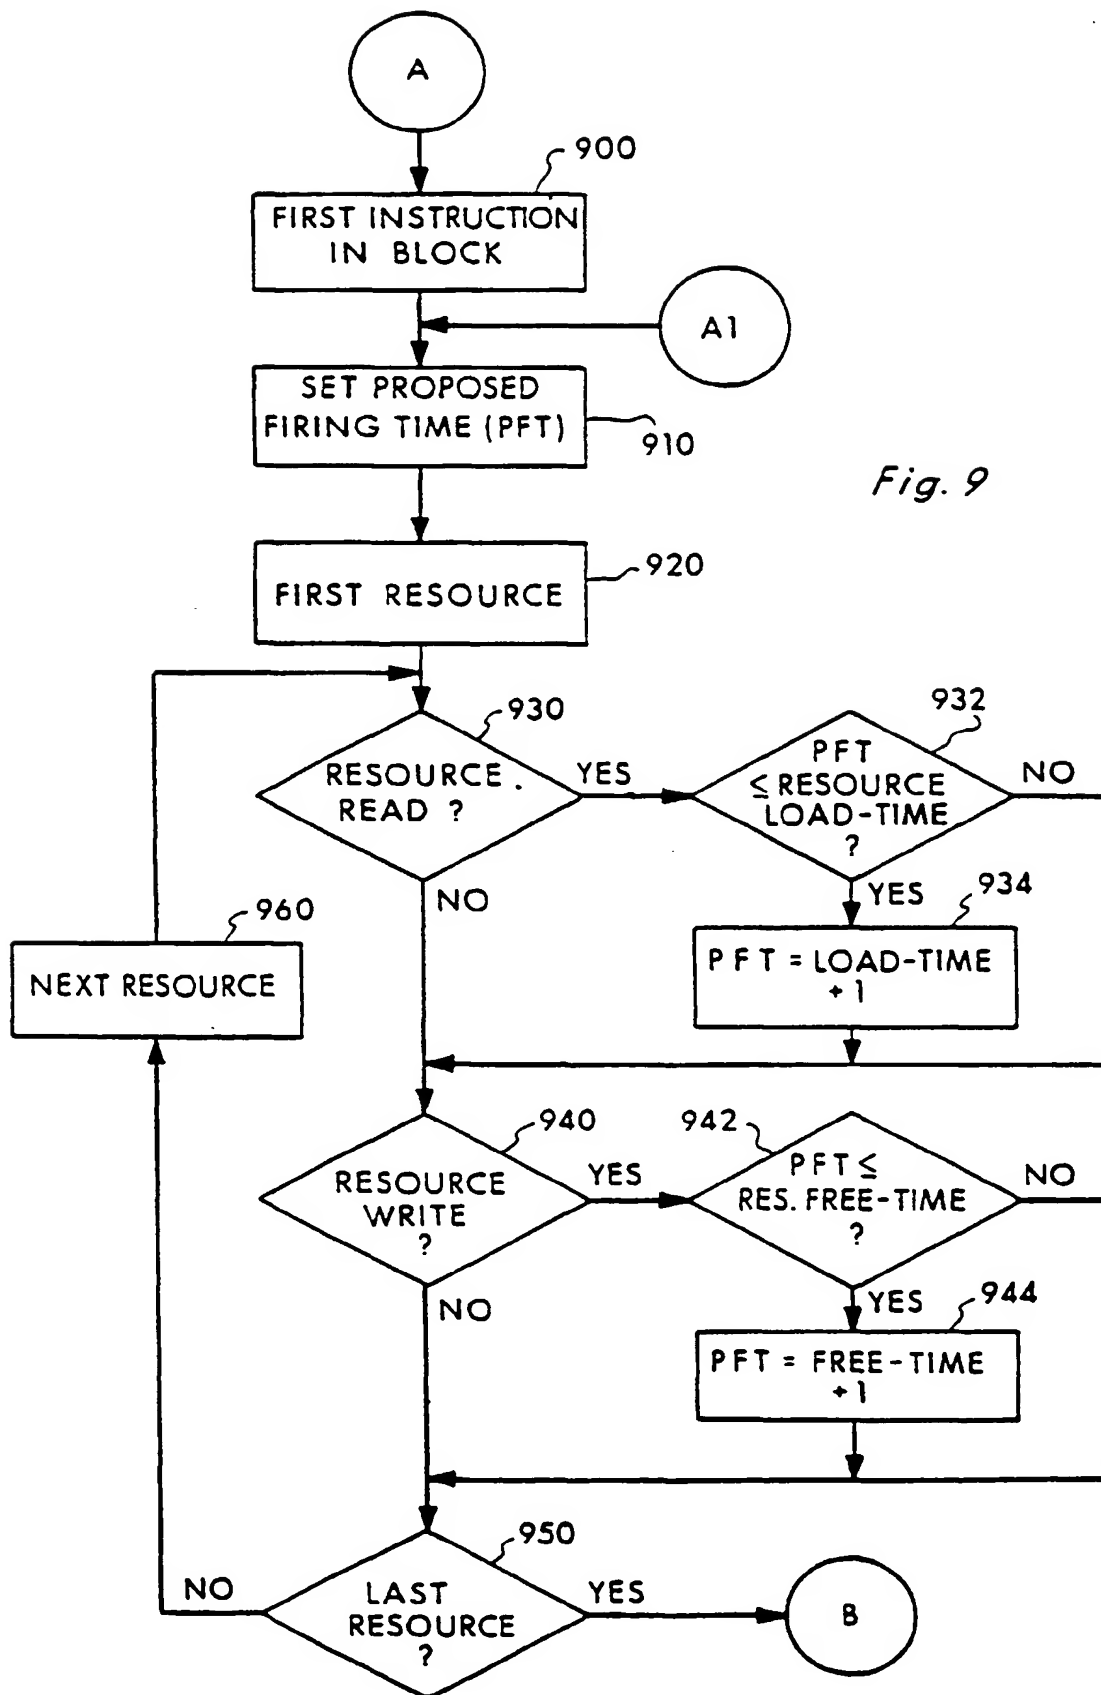 A
900
FIRST INSTRUCTION
IN BLOCK
A1
SET PROPOSED
FIRING TIME (PFT)
910
Fig. 9
920
FIRST RESOURCE
930
RESOURCE
READ ?
YES
932
PFT
≤ RESOURCE
LOAD-TIME
?
NO
NO
YES
934
PFT = LOAD-TIME
+ 1
960
NEXT RESOURCE
940
RESOURCE
WRITE
?
YES
942
PFT ≤
RES. FREE-TIME
?
NO
NO
YES
944
PFT = FREE-TIME
+ 1
950
LAST
RESOURCE
?
NO
YES
B